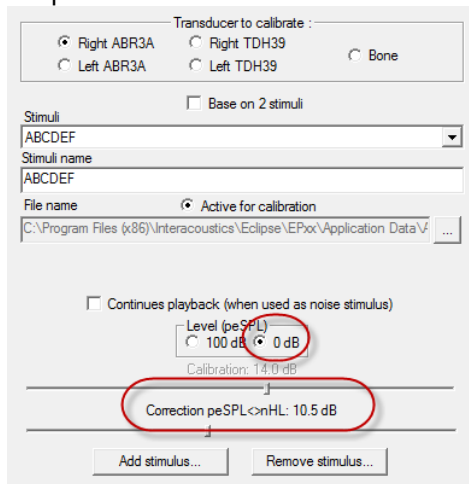 Transducer to calibrate :
Right ABR3A Right TDH39
Bone
Left ABR3A Left TDH39
Base on 2 stimuli
Stimuli
ABCDEF
Stimuli name
ABCDEF
File name Active for calibration
C:\Program Files (x86)\Interacoustics\Eclipse\EPxx\Application Data\ ...
Continues playback (when used as noise stimulus)
Level (peSPL)
100 dB 0 dB
Calibration: 14.0 dB
Correction peSPL<>nHL: 10.5 dB
Add stimulus... Remove stimulus...